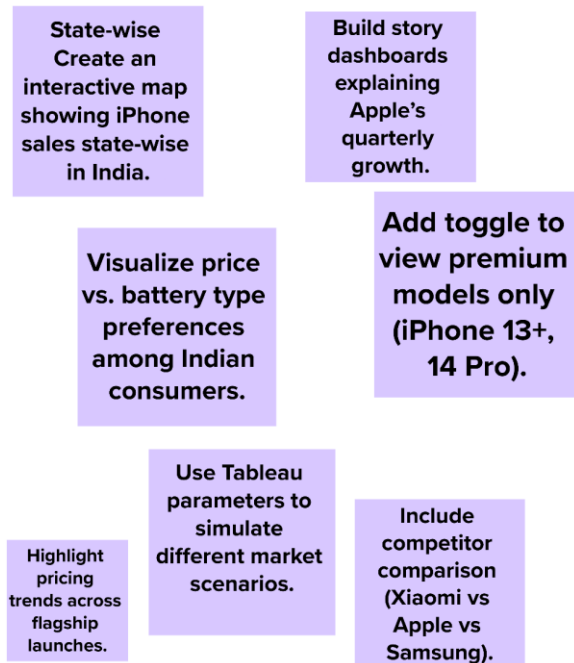 State-wise
Create an
interactive map
showing iPhone
sales state-wise
in India.
Build story
dashboards
explaining
Apple's
quarterly
growth.
Add toggle to
view premium
models only
(iPhone 13+,
14 Pro).
Visualize price
vs. battery type
preferences
among Indian
consumers.
Use Tableau
parameters to
simulate
different market
scenarios.
Include
competitor
comparison
(Xiaomi vs
Apple vs
Samsung).
Highlight
pricing
trends across
flagship
launches.